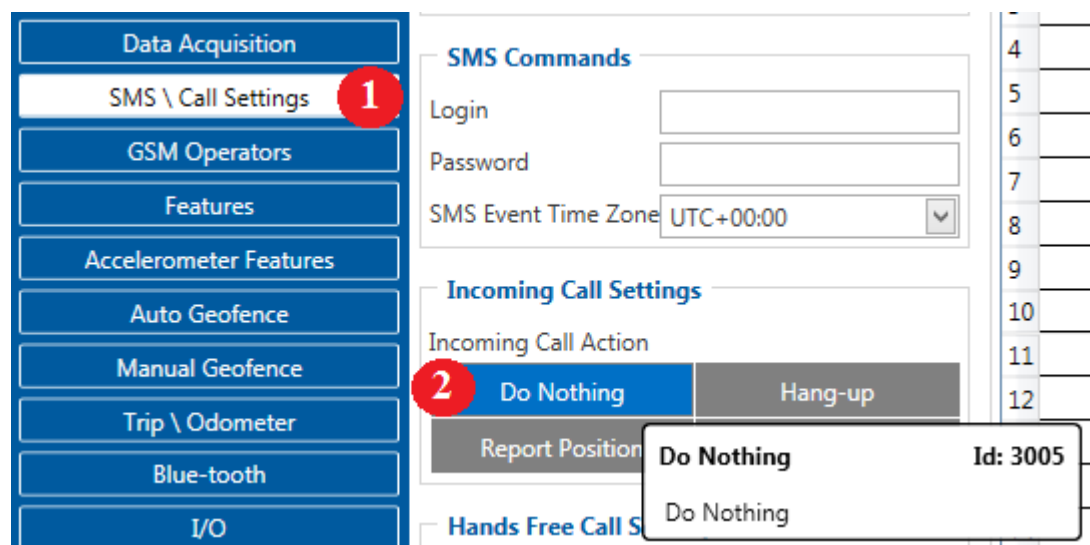 Data Acquisition
SMS \ Call Settings
1
GSM Operators
Features
Accelerometer Features
Auto Geofence
Manual Geofence
Trip \ Odometer
Blue-tooth
I/O
SMS Commands
Login
Password
SMS Event Time Zone UTC+00:00
Incoming Call Settings
Incoming Call Action
2
Do Nothing
Hang-up
Report Position
Do Nothing Id: 3005
Do Nothing
Hands Free Call S
4
5
6
7
8
9
10
11
12